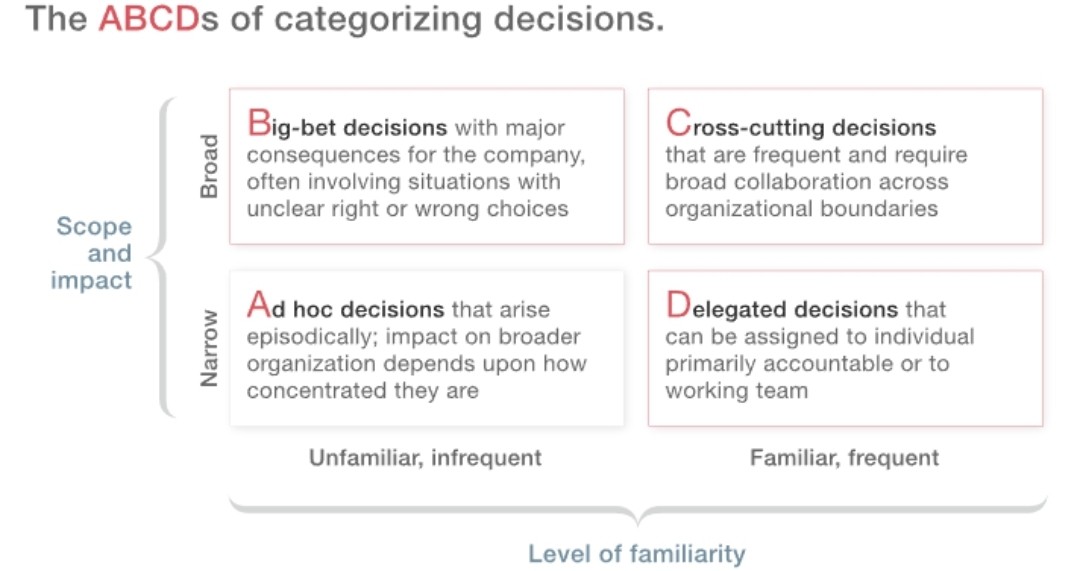 The ABCDs of categorizing decisions.
Scope
and
impact
Broad
Big-bet decisions with major
consequences for the company,
often involving situations with
unclear right or wrong choices
Cross-cutting decisions
that are frequent and require
broad collaboration across
organizational boundaries
Narrow
Ad hoc decisions that arise
episodically; impact on broader
organization depends upon how
concentrated they are
Delegated decisions that
can be assigned to individual
primarily accountable or to
working team
Unfamiliar, infrequent
Familiar, frequent
Level of familiarity